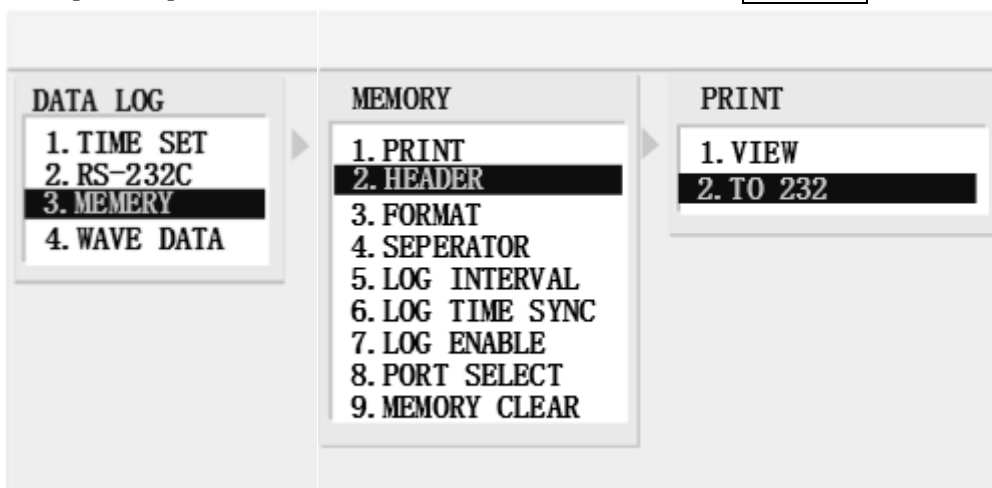 DATA LOG
1. TIME SET
2. RS-232C
3. MEMERY
4. WAVE DATA
MEMORY
1. PRINT
2. HEADER
3. FORMAT
4. SEPERATOR
5. LOG INTERVAL
6. LOG TIME SYNC
7. LOG ENABLE
8. PORT SELECT
9. MEMORY CLEAR
PRINT
1. VIEW
2. TO 232